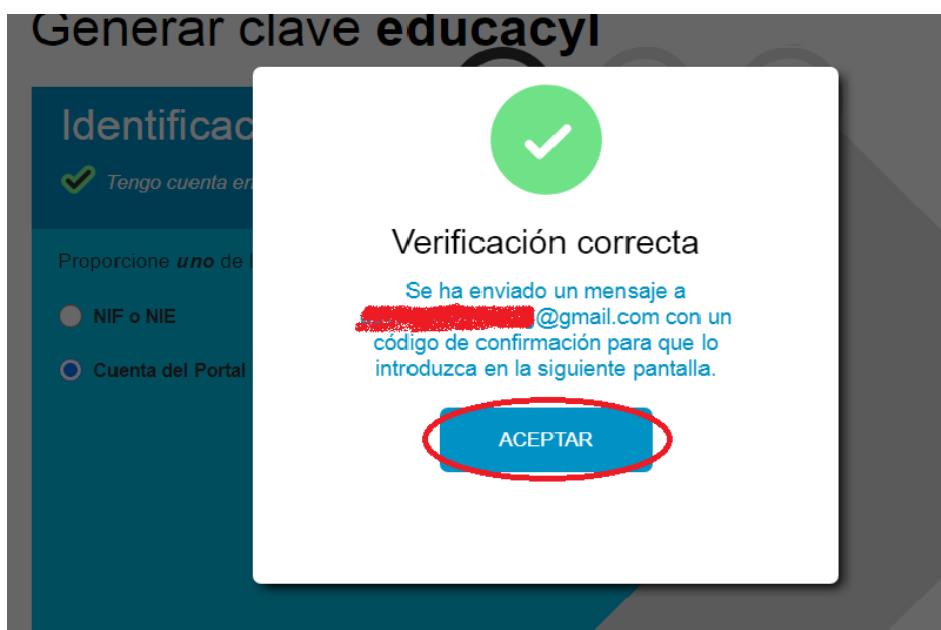 Generar clave educacyl
Identificac
Tengo cuenta en
Proporcione uno de l
NIF o NIE
Cuenta del Portal
Verificación correcta
Se ha enviado un mensaje a
@gmail.com con un
código de confirmación para que lo
introduzca en la siguiente pantalla.
ACEPTAR